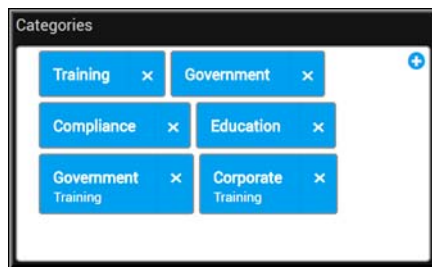 Categories
Training × Government ×
Compliance × Education ×
Government × Corporate ×
Training Training